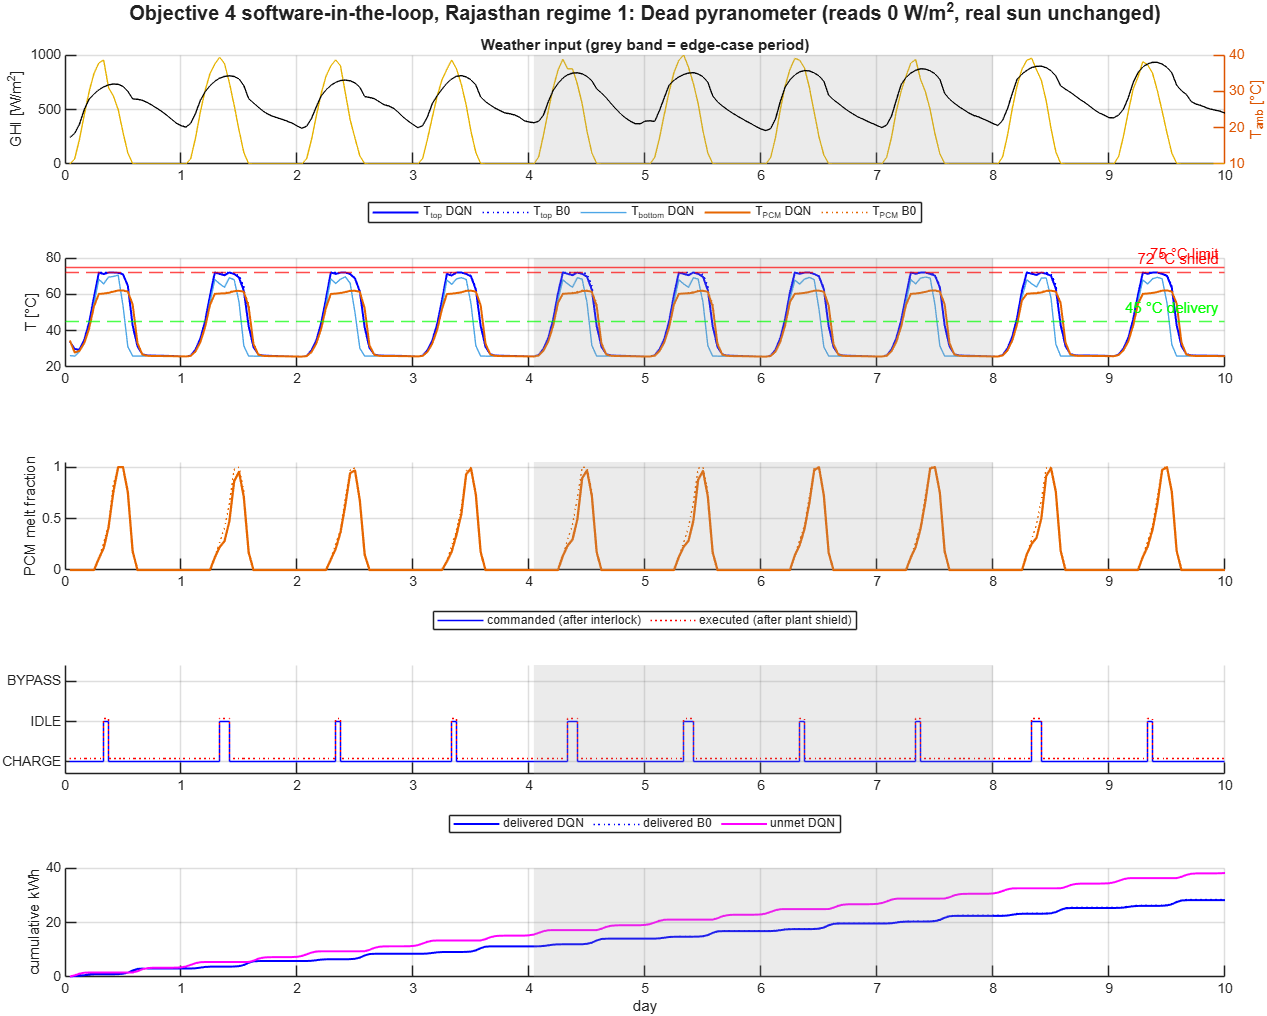 Objective 4 software-in-the-loop, Rajasthan regime 1: Dead pyranometer (reads 0 W/m2, real sun unchanged)
Weather input (grey band = edge-case period)
GHI [W/m2]
1000
500
0
40
30
20
10
Tamb [°C]
0 1 2 3 4 5 6 7 8 9 10
Ttop DQN Ttop B0 Tbottom DQN TPCM DQN TPCM B0
T [°C]
80
60
40
20
75 °C limit
72 °C shield
45 °C delivery
0 1 2 3 4 5 6 7 8 9 10
PCM melt fraction
1
0.5
0
0 1 2 3 4 5 6 7 8 9 10
commanded (after interlock) executed (after plant shield)
BYPASS
IDLE
CHARGE
0 1 2 3 4 5 6 7 8 9 10
delivered DQN delivered B0 unmet DQN
cumulative kWh
40
20
0
0 1 2 3 4 5 6 7 8 9 10
day